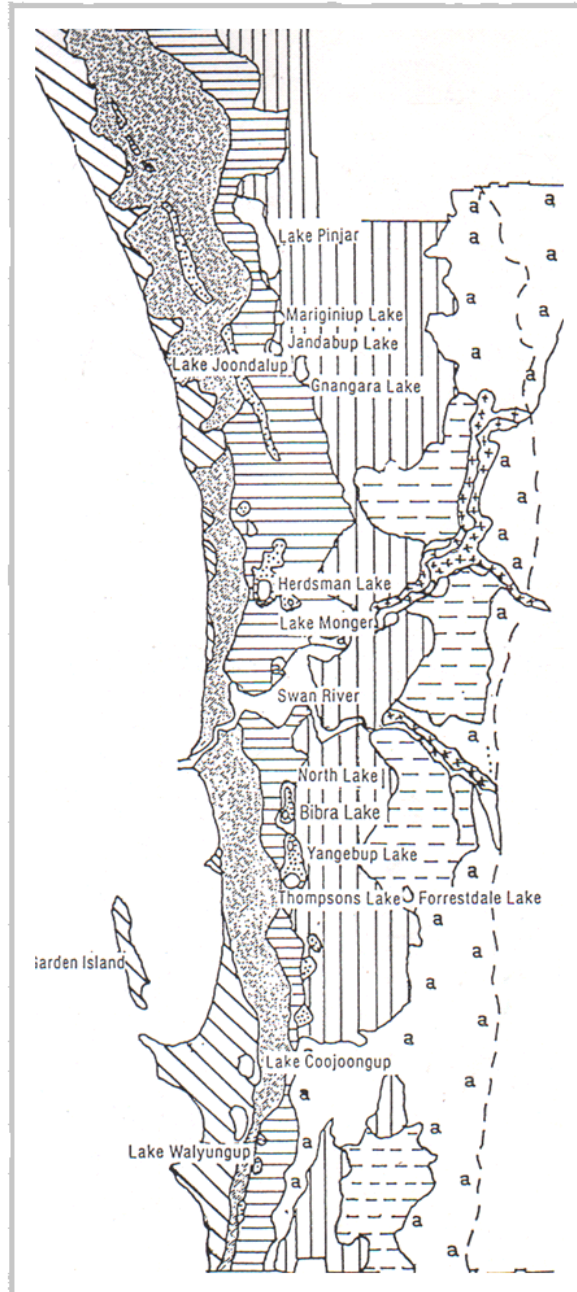 a
a
a
Lake Pinjar
a
a
a
Mariginiup Lake
Jandabup Lake
Lake Joondalup
Gnangara Lake
a
a
a
a
Herdsman Lake
Lake Monger
a
a
a
Swan River
a
North Lake
Bibra Lake
Yangebup Lake
a
Thompsons Lake
Forrestdale Lake
a
a
Garden Island
a
a
a
Lake Coojoongup
a
a
a
a
Lake Walyungup
a
a
a
a
a